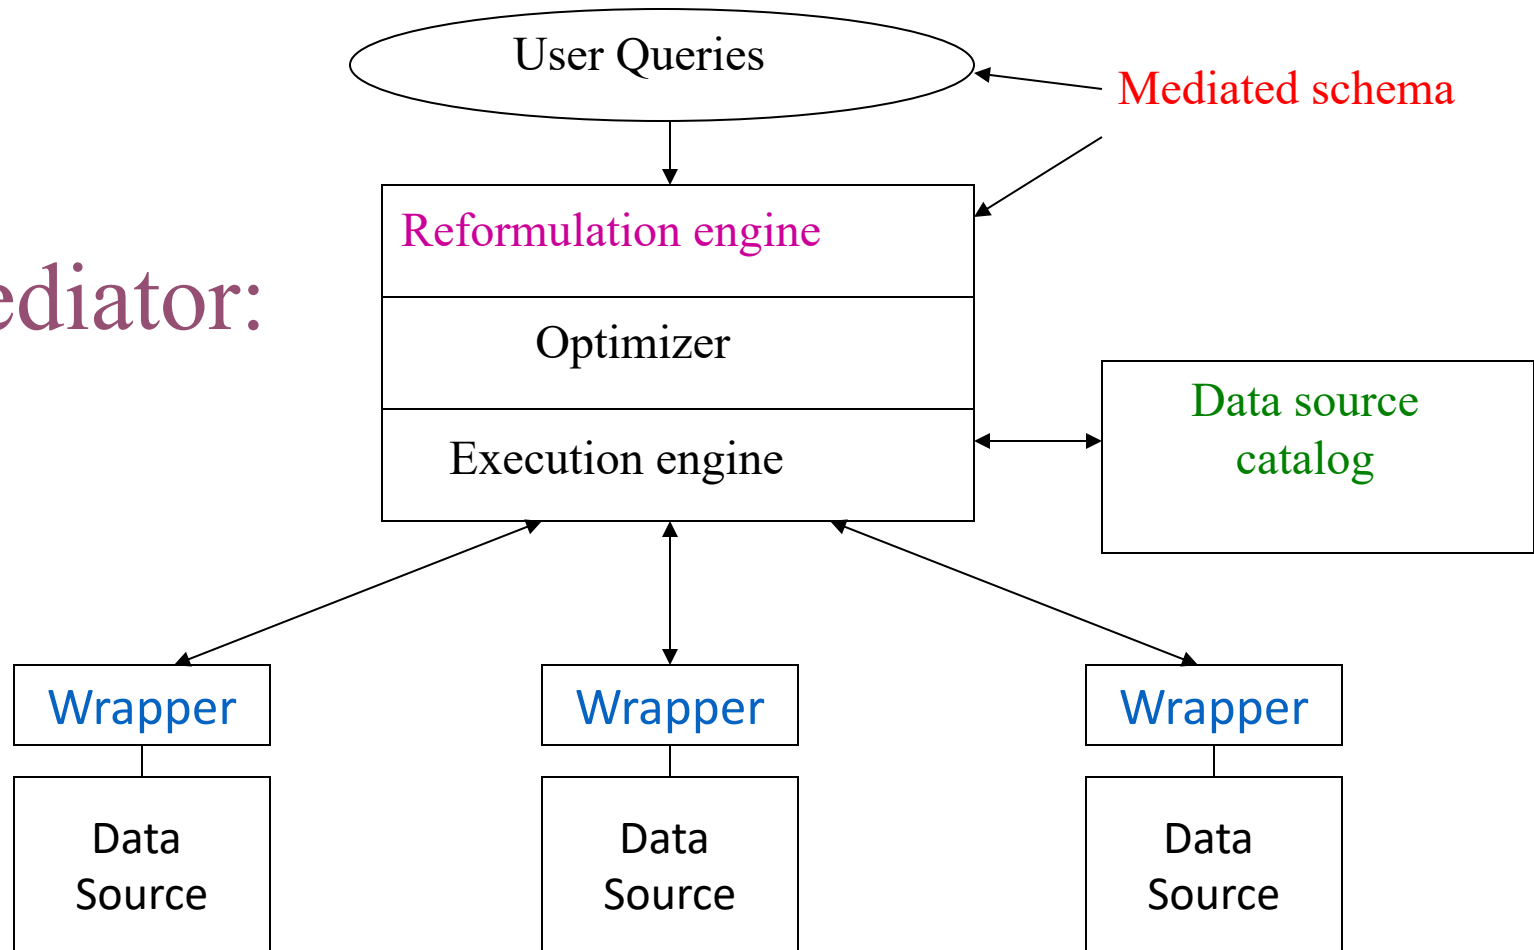 User Queries
Mediated schema
Reformulation engine
ediator:
Optimizer
Data source
catalog
Execution engine
Wrapper
Wrapper
Wrapper
Data
Source
Data
Source
Data
Source